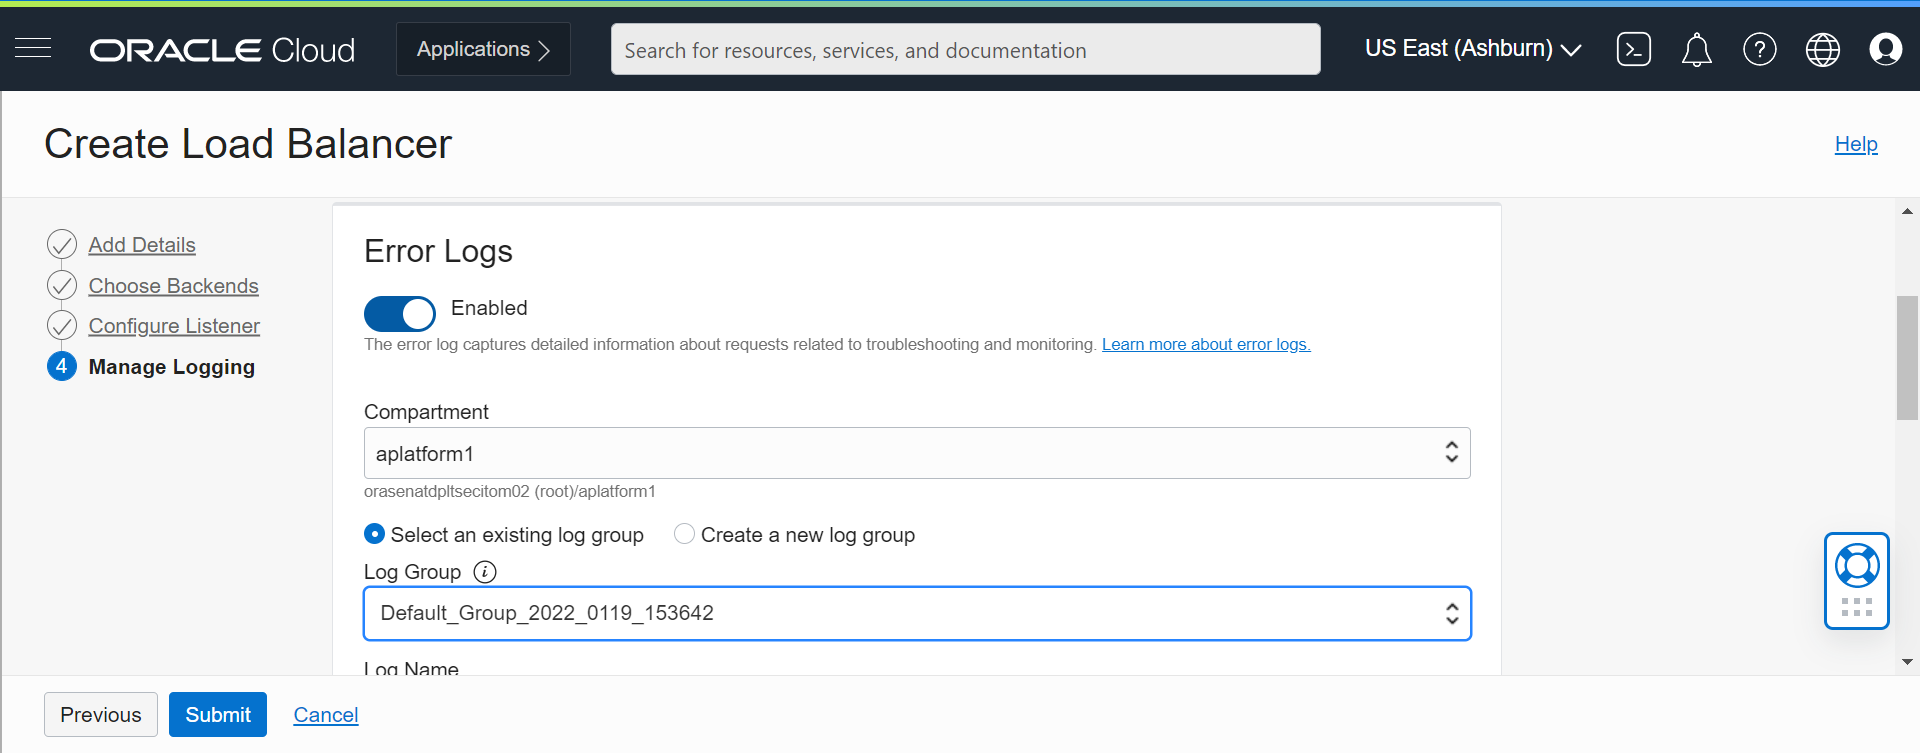 ORACLE Cloud
Applications
Search for resources, services, and documentation
US East (Ashburn)
Create Load Balancer
Help
Add Details
Choose Backends
Configure Listener
4 Manage Logging
Error Logs
Enabled
The error log captures detailed information about requests related to troubleshooting and monitoring. Learn more about error logs.
Compartment
aplatform1
orasenatdpltsecitom02 (root)/aplatform1
Select an existing log group
Create a new log group
Log Group
Default_Group_2022_0119_153642
Log Name
Previous
Submit
Cancel